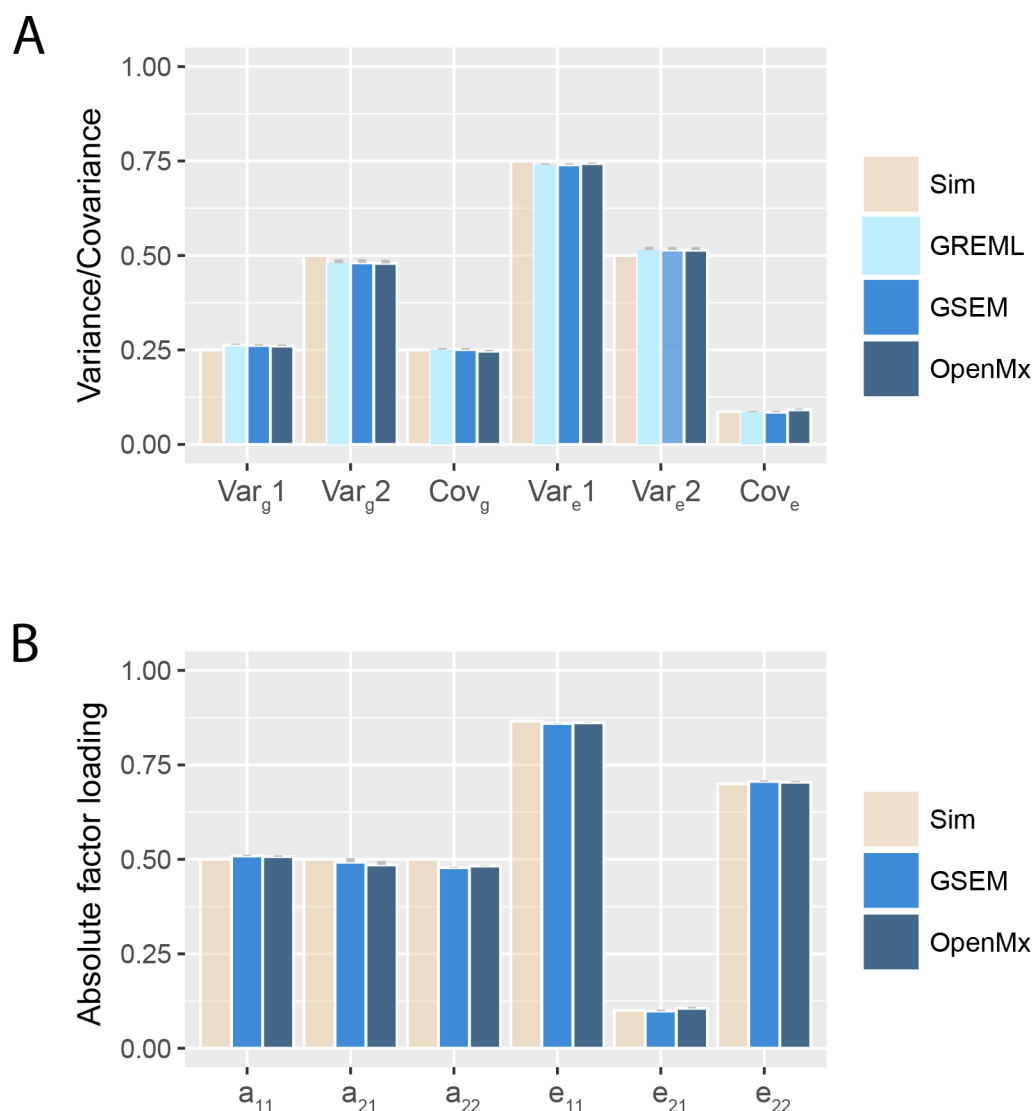 A
Variance/Covariance
1.00
0.75
0.50
0.25
0.00
Var_g1 Var_g2 Cov_g Var_e1 Var_e2 Cov_e
Sim
GREML
GSEM
OpenMx
B
Absolute factor loading
1.00
0.75
0.50
0.25
0.00
a_11 a_21 a_22 e_11 e_21 e_22
Sim
GSEM
OpenMx